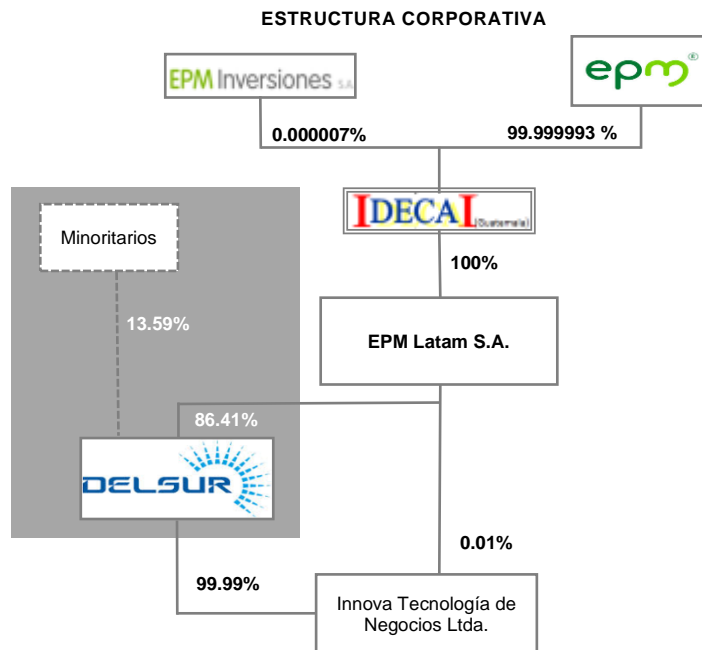 ESTRUCTURA CORPORATIVA
EPM Inversiones S.A.
epm®
0.000007%
99.999993 %
IDECA I (Guatemala)
Minoritarios
100%
13.59%
EPM Latam S.A.
86.41%
DELSUR
0.01%
99.99%
Innova Tecnología de
Negocios Ltda.